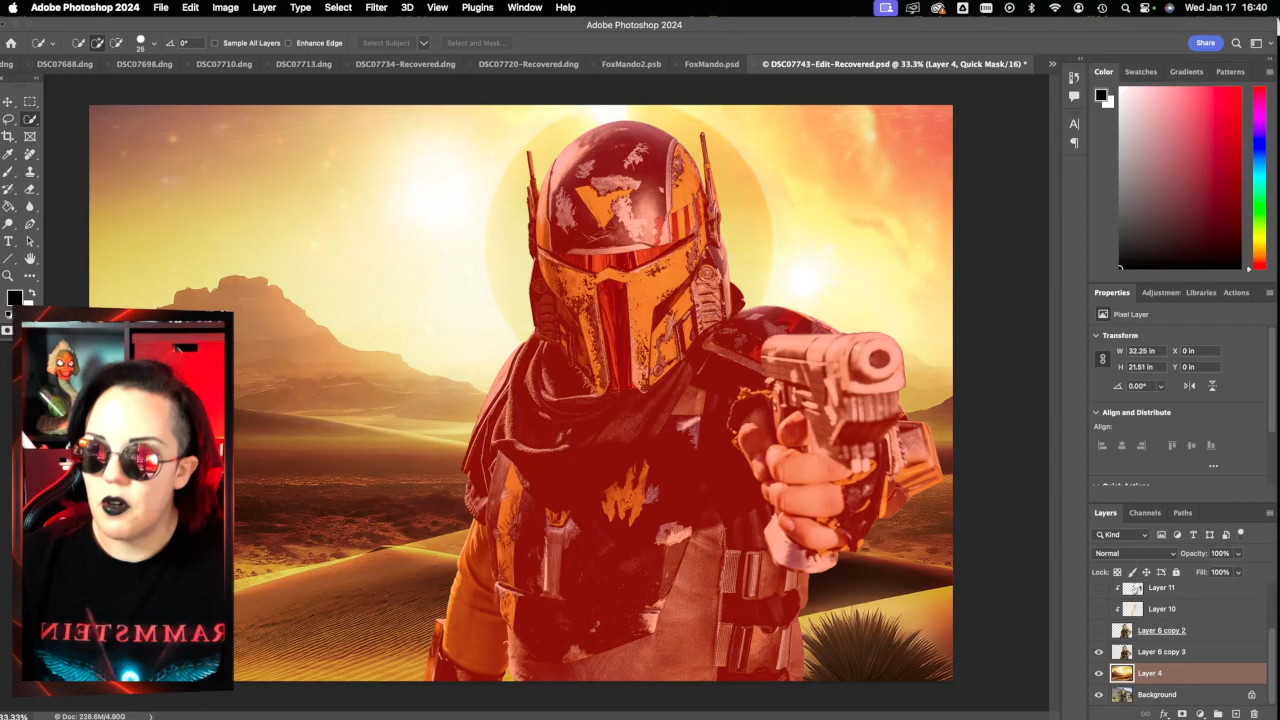 Adobe Photoshop 2024 File Edit Image Layer Type Select Filter 3D View Plugins Window Help Wed Jan 17 16:40
Adobe Photoshop 2024
25 0° Sample All Layers Enhance Edge Select Subject Select and Mask... Share
dng × DSC07688.dng × DSC07698.dng × DSC07710.dng × DSC07713.dng × DSC07734-Recovered.dng × DSC07720-Recovered.dng × FoxMando2.psb × FoxMando.psd × © DSC07743-Edit-Recovered.psd @ 33.3% (Layer 4, Quick Mask/16) *
Color Swatches Gradients Patterns
Properties Adjustmen Libraries Actions
Pixel Layer
Transform
W 32.25 in X 0 in
H 21.51 in Y 0 in
0.00°
Align and Distribute
Align:
Layers Channels Paths
Kind
Normal Opacity: 100%
Lock: Fill: 100%
Layer 11
Layer 10
Layer 6 copy 2
Layer 6 copy 3
Layer 4
Background
RAMMSTEIN
33.33% © Doc: 228.6M/4.90G